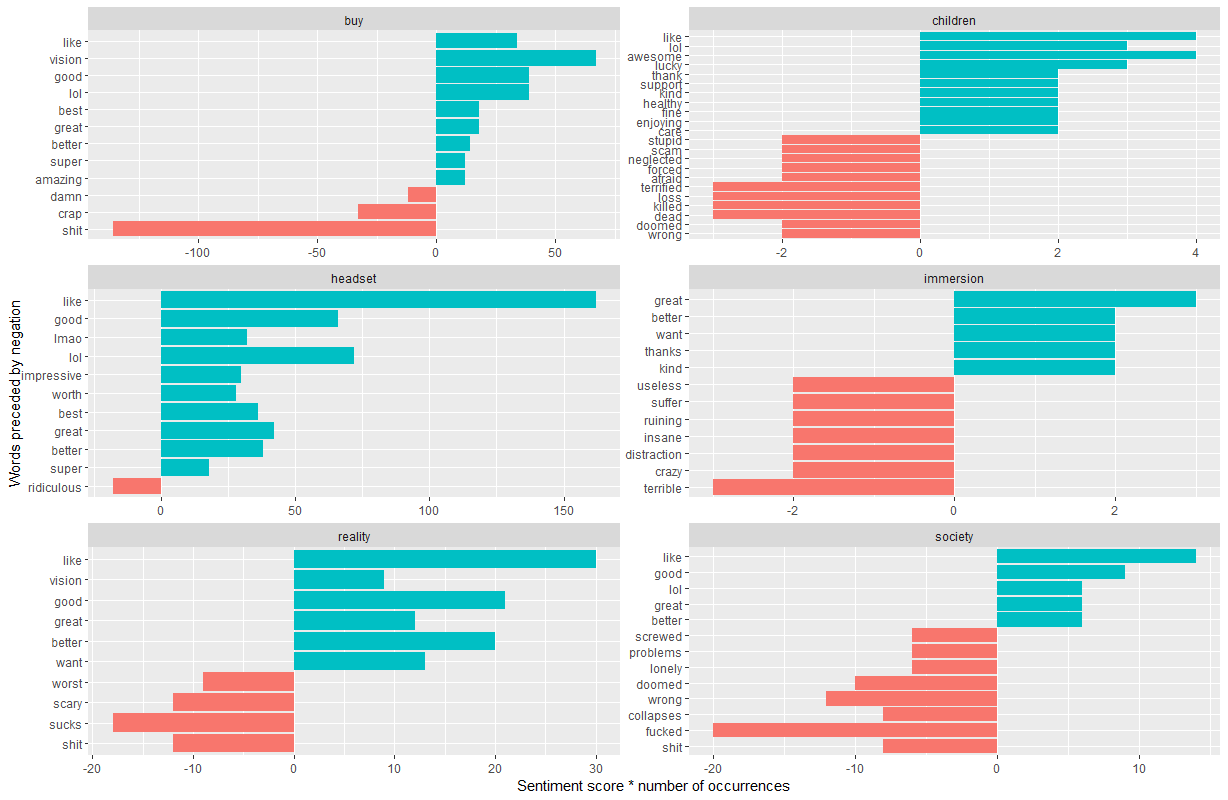 buy
like
vision
good
lol
best
great
better
super
amazing
damn
crap
shit
-100
-50
0
50
children
like
lol
awesome
lucky
thank
support
kind
healthy
fine
enjoying
care
stupid
scam
neglected
forced
afraid
terrified
loss
killed
dead
doomed
wrong
-2
0
2
4
Words preceded by negation
headset
like
good
lmao
lol
impressive
worth
best
great
better
super
ridiculous
0
50
100
150
immersion
great
better
want
thanks
kind
useless
suffer
ruining
insane
distraction
crazy
terrible
-2
0
2
reality
like
vision
good
great
better
want
worst
scary
sucks
shit
-20
-10
0
10
20
30
society
like
good
lol
great
better
screwed
problems
lonely
doomed
wrong
collapses
fucked
shit
-20
-10
0
10
Sentiment score * number of occurrences